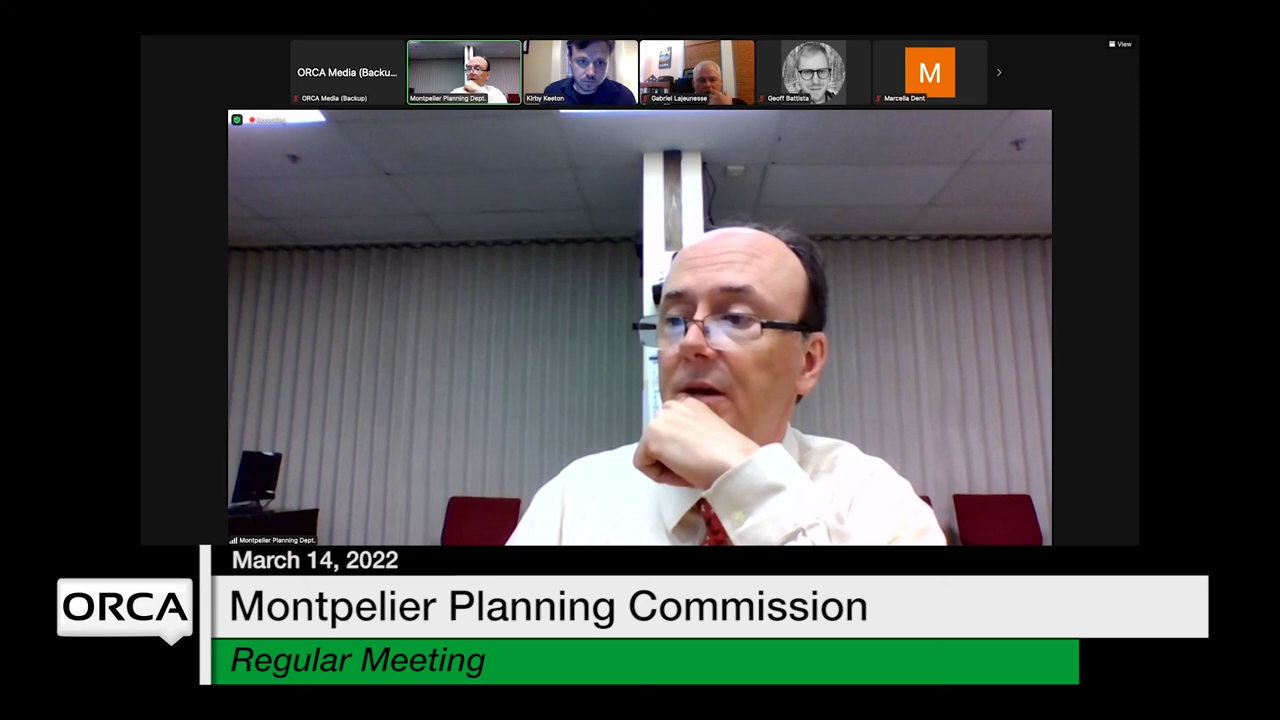 View
ORCA Media (Backu...
M
ORCA Media (Backup)
Montpelier Planning Dept.
Kirby Keeton
Gabriel Lajeunesse
Geoff Battista
Marcella Dent
Recording
Montpelier Planning Dept.
March 14, 2022
ORCA
Montpelier Planning Commission
Regular Meeting